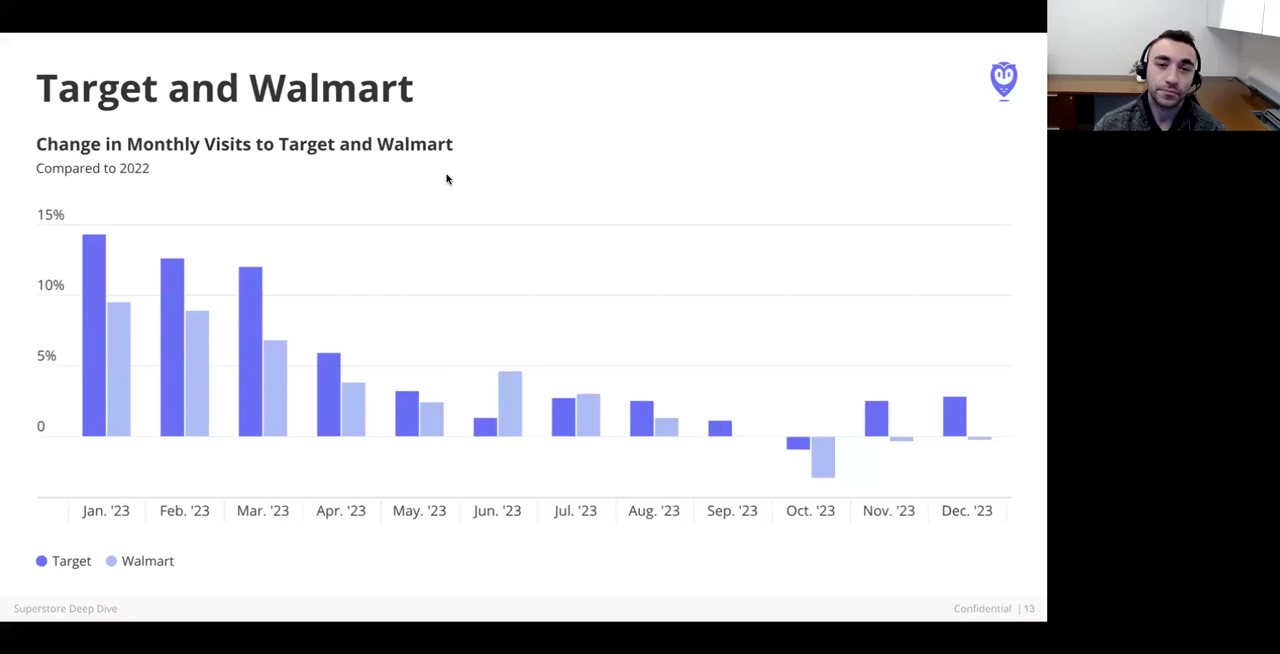 Target and Walmart
Change in Monthly Visits to Target and Walmart
Compared to 2022
15%
10%
5%
0
Jan. '23 Feb. '23 Mar. '23 Apr. '23 May. '23 Jun. '23 Jul. '23 Aug. '23 Sep. '23 Oct. '23 Nov. '23 Dec. '23
Target Walmart
Superstore Deep Dive Confidential | 13